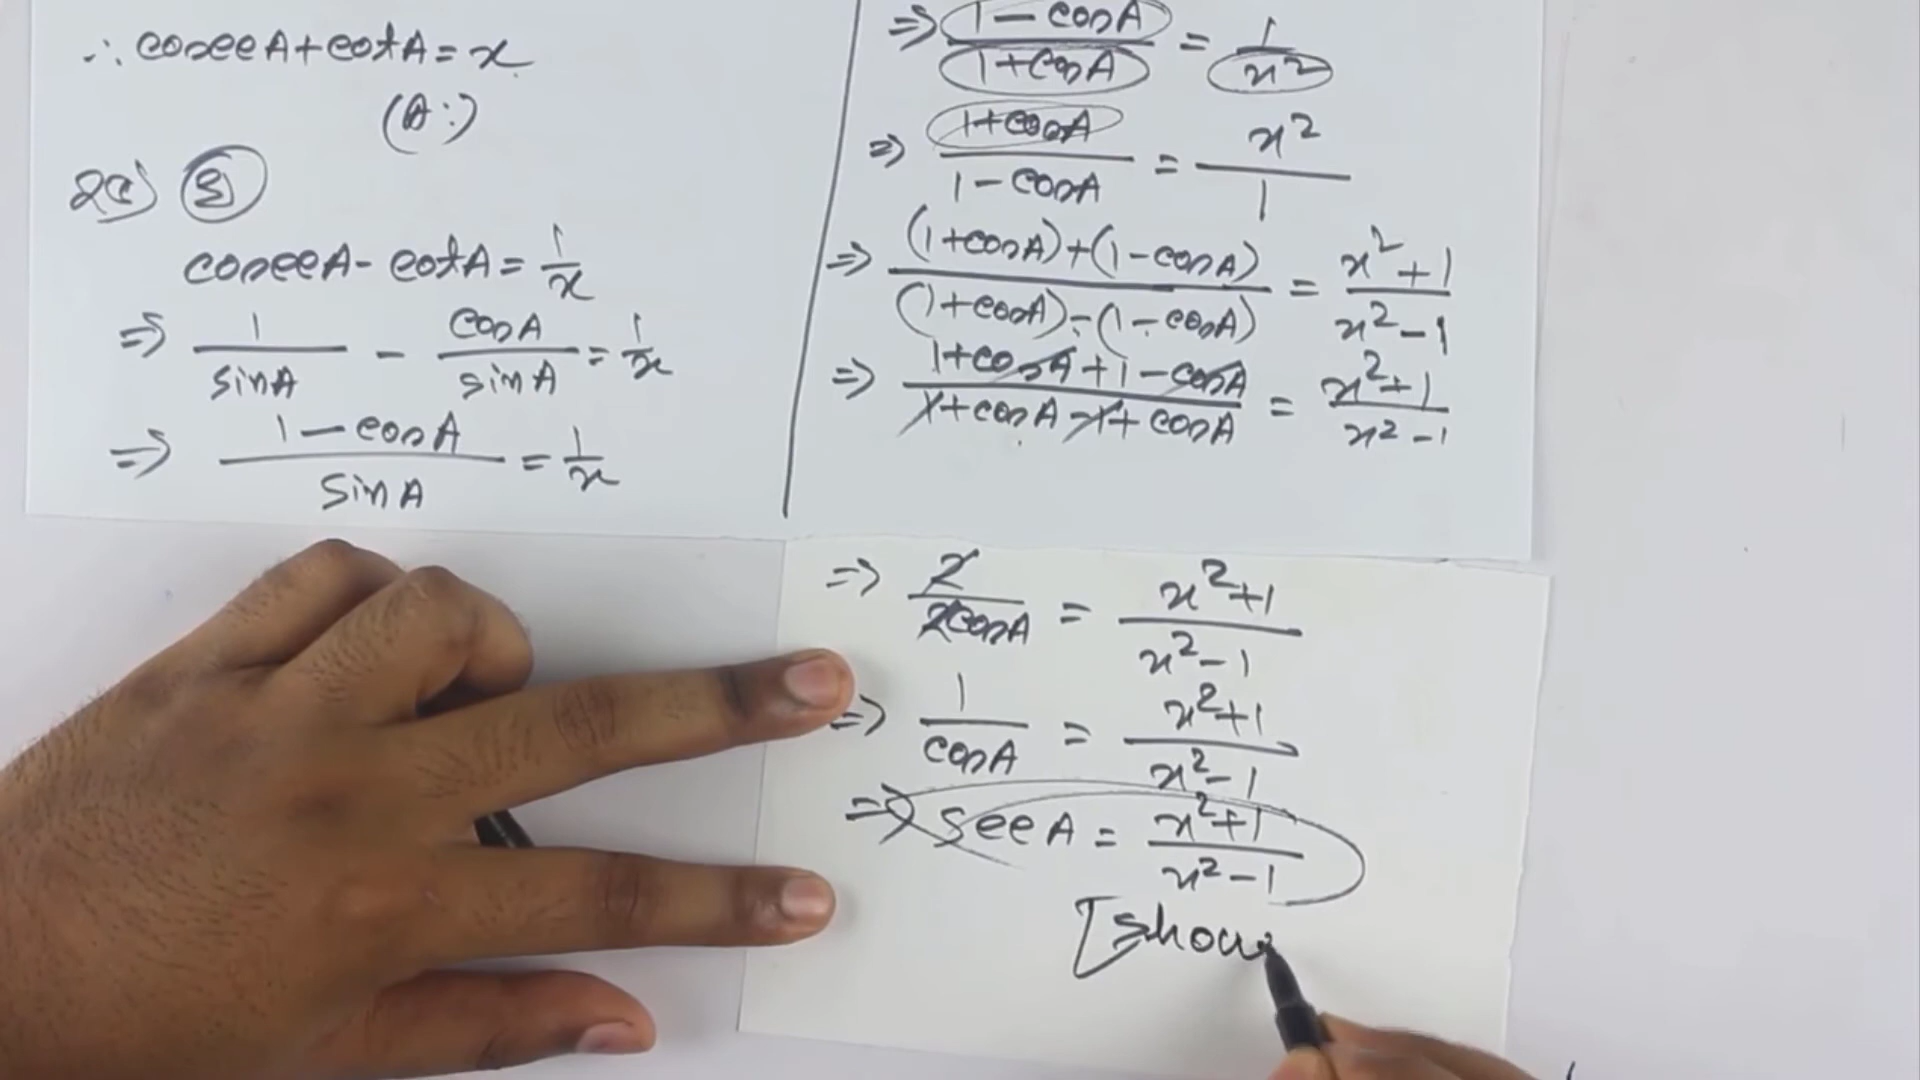 ∴ cosecA + cotA = x
(A:)
cosecA - cotA = 1/x
⇒ 1/sinA - cosA/sinA = 1/x
⇒ (1 - cosA)/sinA = 1/x
⇒ (1 - cosA)/(1 + cosA) = 1/x²
⇒ (1 + cosA)/(1 - cosA) = x²/1
⇒ ((1 + cosA) + (1 - cosA))/((1 + cosA) - (1 - cosA)) = (x² + 1)/(x² - 1)
⇒ (1 + cosA + 1 - cosA)/(1 + cosA - 1 + cosA) = (x² + 1)/(x² - 1)
⇒ 2/2cosA = (x² + 1)/(x² - 1)
⇒ 1/cosA = (x² + 1)/(x² - 1)
⇒ secA = (x² + 1)/(x² - 1)
[show